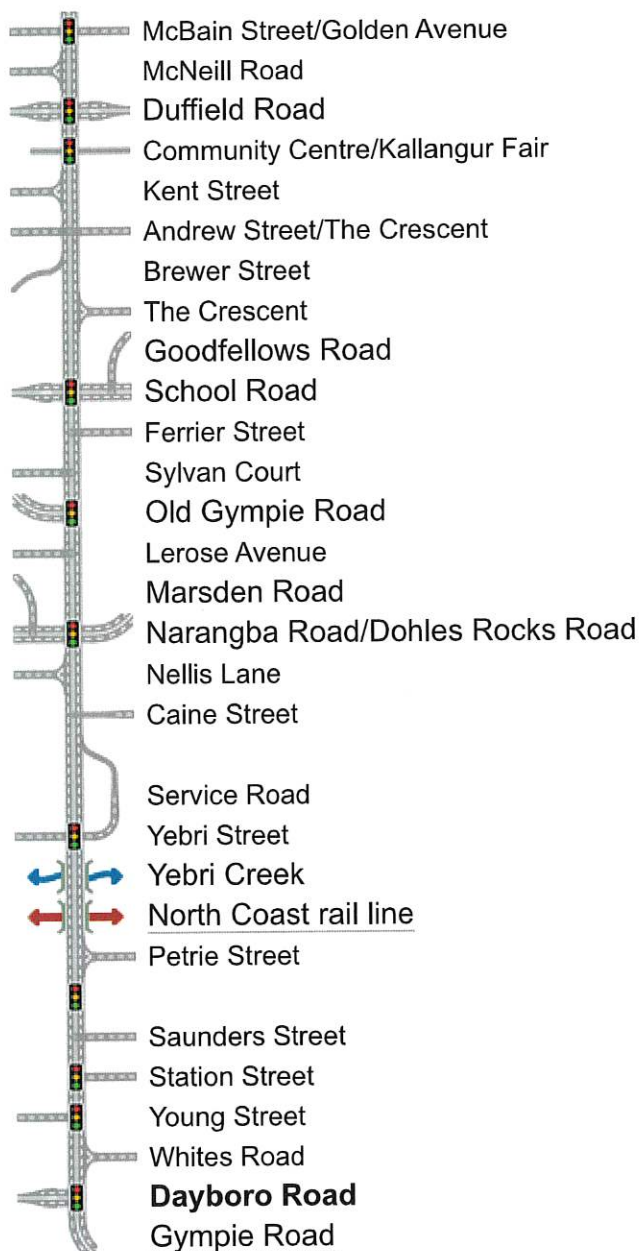 McBain Street/Golden Avenue
McNeill Road
Duffield Road
Community Centre/Kallangur Fair
Kent Street
Andrew Street/The Crescent
Brewer Street
The Crescent
Goodfellows Road
School Road
Ferrier Street
Sylvan Court
Old Gympie Road
Lerose Avenue
Marsden Road
Narangba Road/Dohles Rocks Road
Nellis Lane
Caine Street
Service Road
Yebri Street
Yebri Creek
North Coast rail line
Petrie Street
Saunders Street
Station Street
Young Street
Whites Road
Dayboro Road
Gympie Road